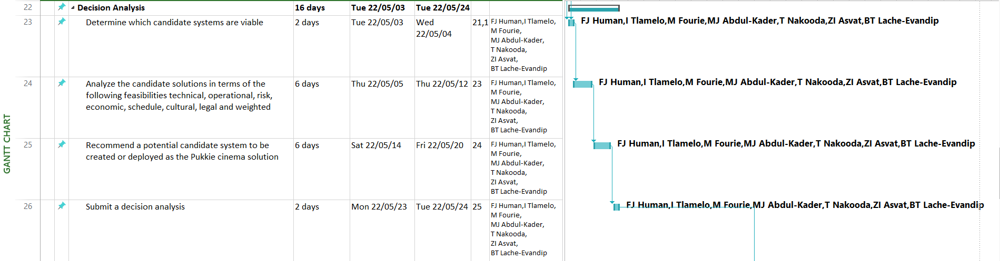 GANTT CHART
22 Decision Analysis 16 days Tue 22/05/03 Tue 22/05/24
23 Determine which candidate systems are viable 2 days Tue 22/05/03 Wed 22/05/04 21,1 FJ Human,I Tlamelo,
M Fourie,
MJ Abdul-Kader,
T Nakooda,
ZI Asvat,
BT Lache-Evandip
FJ Human,I Tlamelo,M Fourie,MJ Abdul-Kader,T Nakooda,ZI Asvat,BT Lache-Evandip
24 Analyze the candidate solutions in terms of the
following feasibilities technical, operational, risk,
economic, schedule, cultural, legal and weighted
6 days Thu 22/05/05 Thu 22/05/12 23 FJ Human,I Tlamelo,
M Fourie,
MJ Abdul-Kader,
T Nakooda,
ZI Asvat,
BT Lache-Evandip
FJ Human,I Tlamelo,M Fourie,MJ Abdul-Kader,T Nakooda,ZI Asvat,BT Lache-Evandip
25 Recommend a potential candidate system to be
created or deployed as the Pukkie cinema solution
6 days Sat 22/05/14 Fri 22/05/20 24 FJ Human,I Tlamelo,
M Fourie,
MJ Abdul-Kader,
T Nakooda,
ZI Asvat,
BT Lache-Evandip
FJ Human,I Tlamelo,M Fourie,MJ Abdul-Kader,T Nakooda,ZI Asvat,BT Lache-Evandip
26 Submit a decision analysis 2 days Mon 22/05/23 Tue 22/05/24 25 FJ Human,I Tlamelo,
M Fourie,
MJ Abdul-Kader,
T Nakooda,
ZI Asvat,
BT Lache-Evandip
FJ Human,I Tlamelo,M Fourie,MJ Abdul-Kader,T Nakooda,ZI Asvat,BT Lache-Evandip